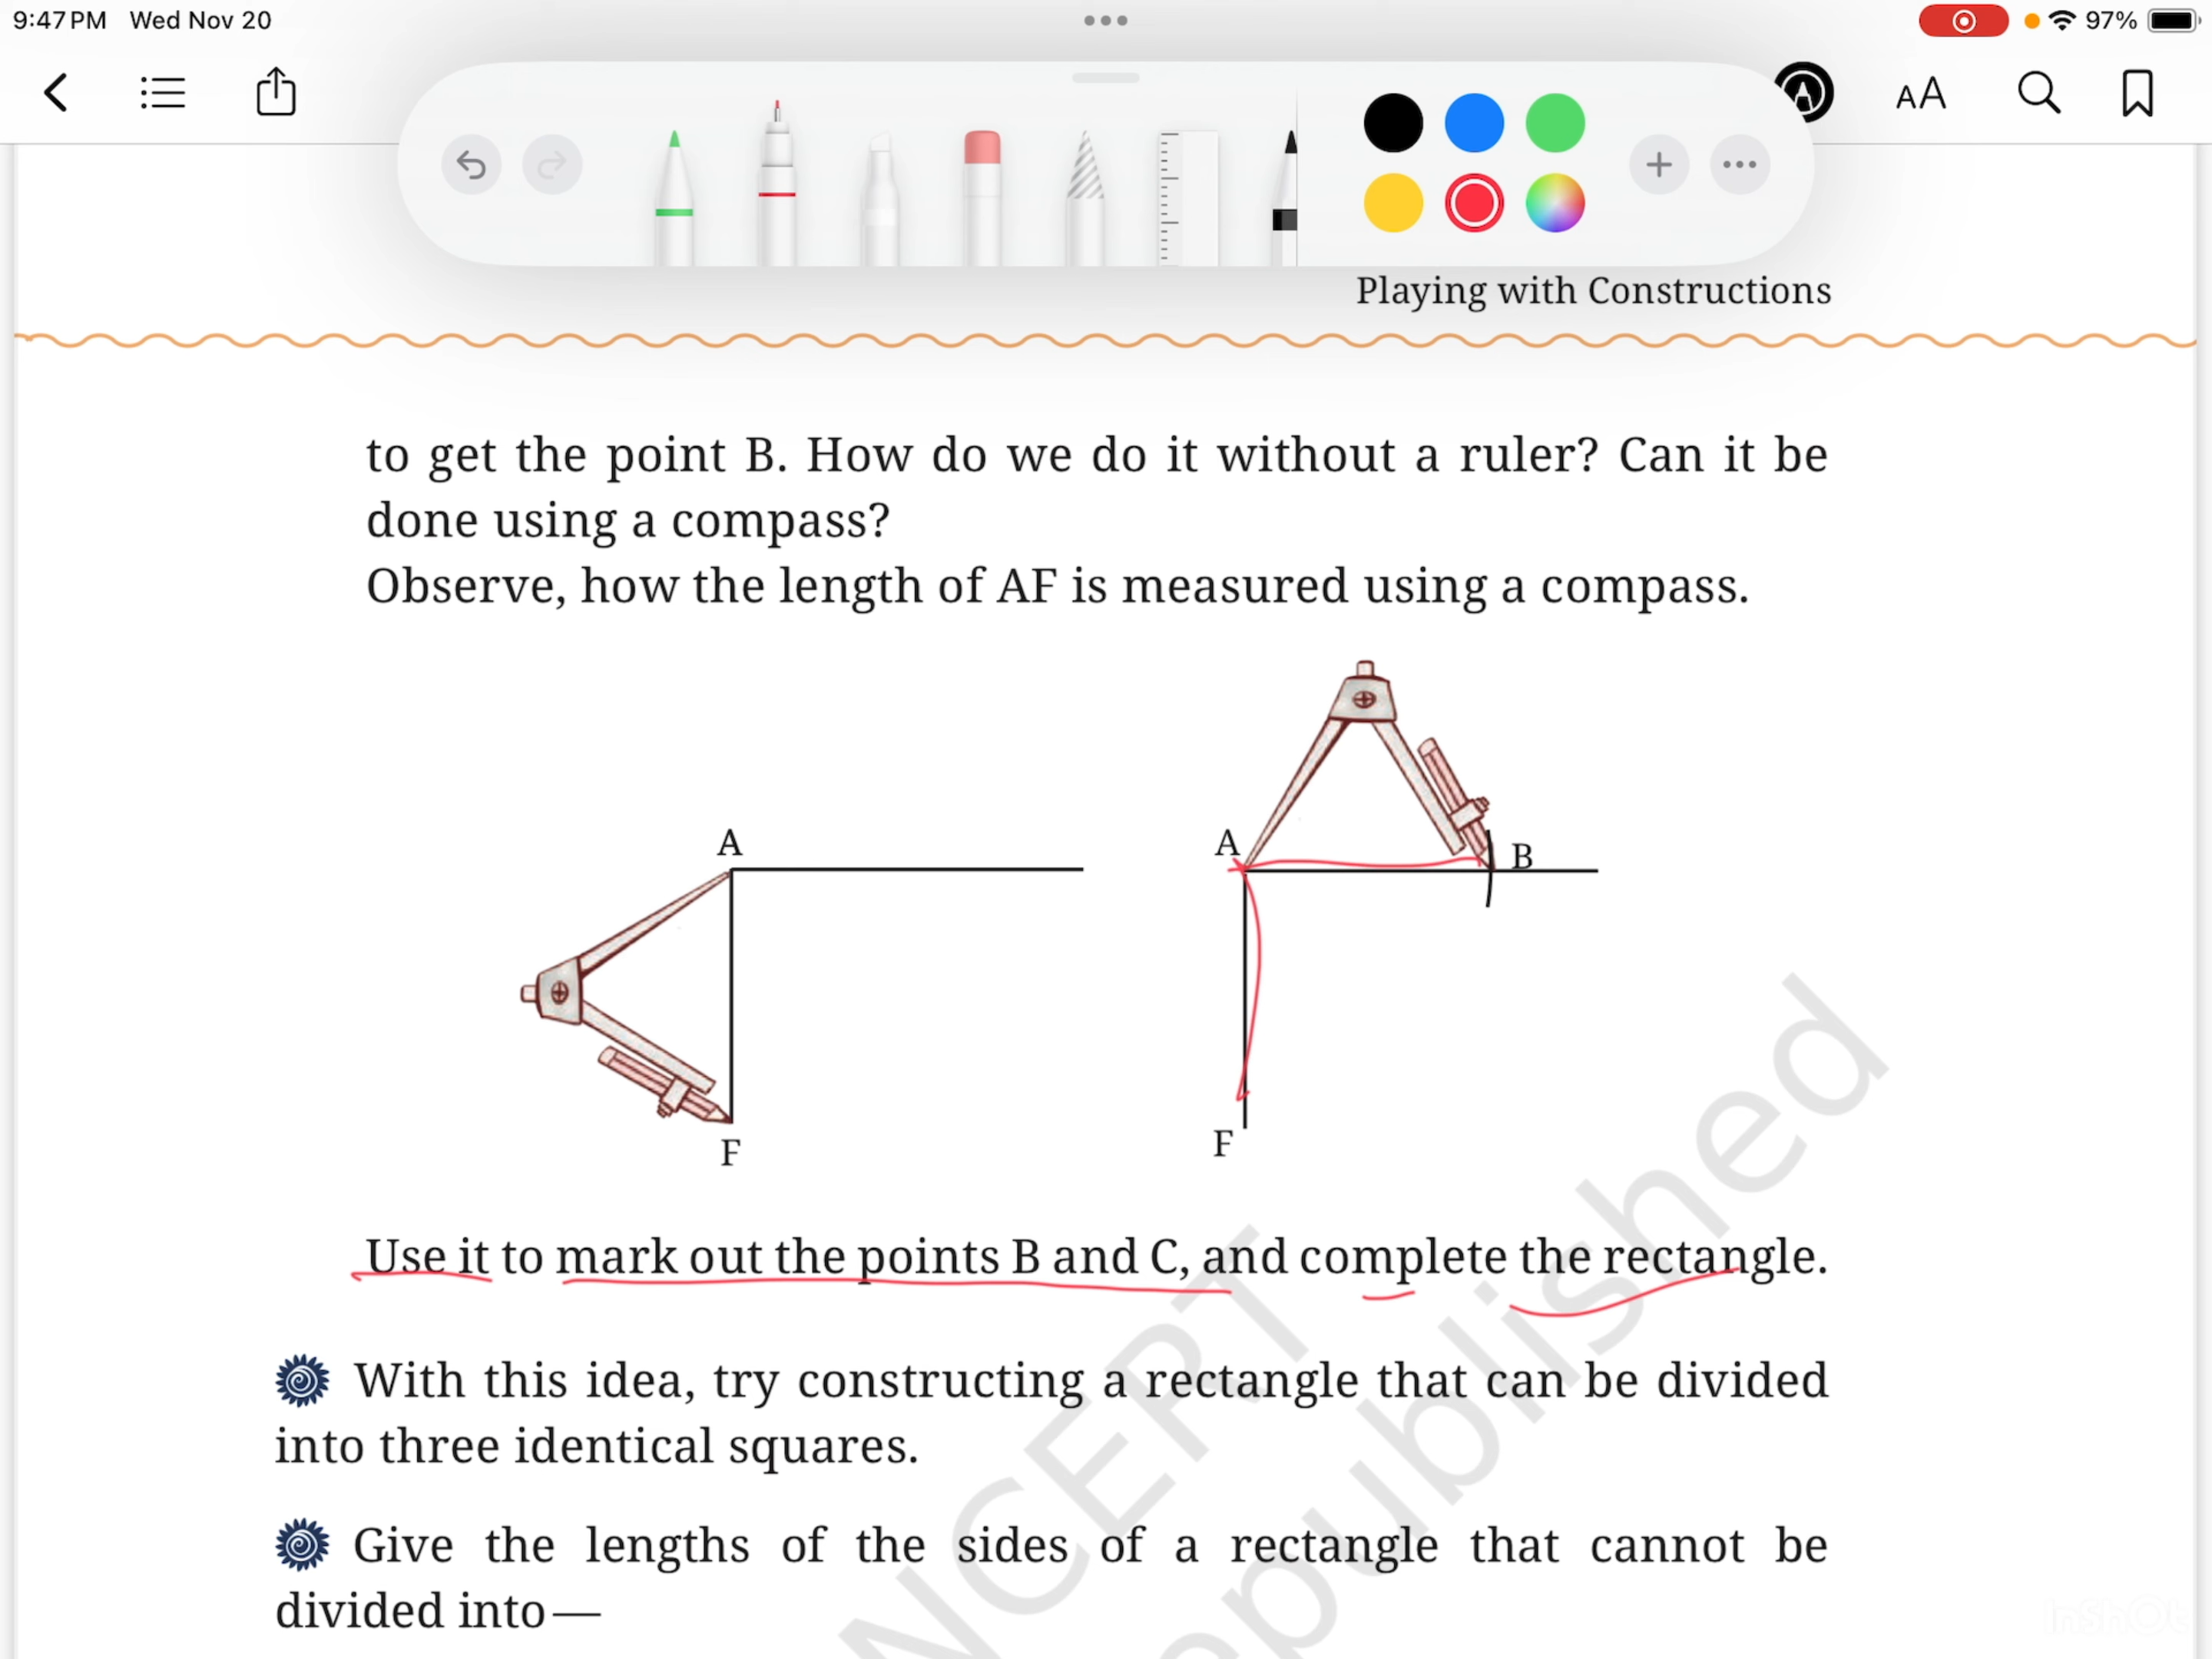 9:47 PM Wed Nov 20
97%
AA
Playing with Constructions
to get the point B. How do we do it without a ruler? Can it be
done using a compass?
Observe, how the length of AF is measured using a compass.
A
F
A
B
F
Use it to mark out the points B and C, and complete the rectangle.
With this idea, try constructing a rectangle that can be divided
into three identical squares.
Give the lengths of the sides of a rectangle that cannot be
divided into—
NCERT
published
InShOt